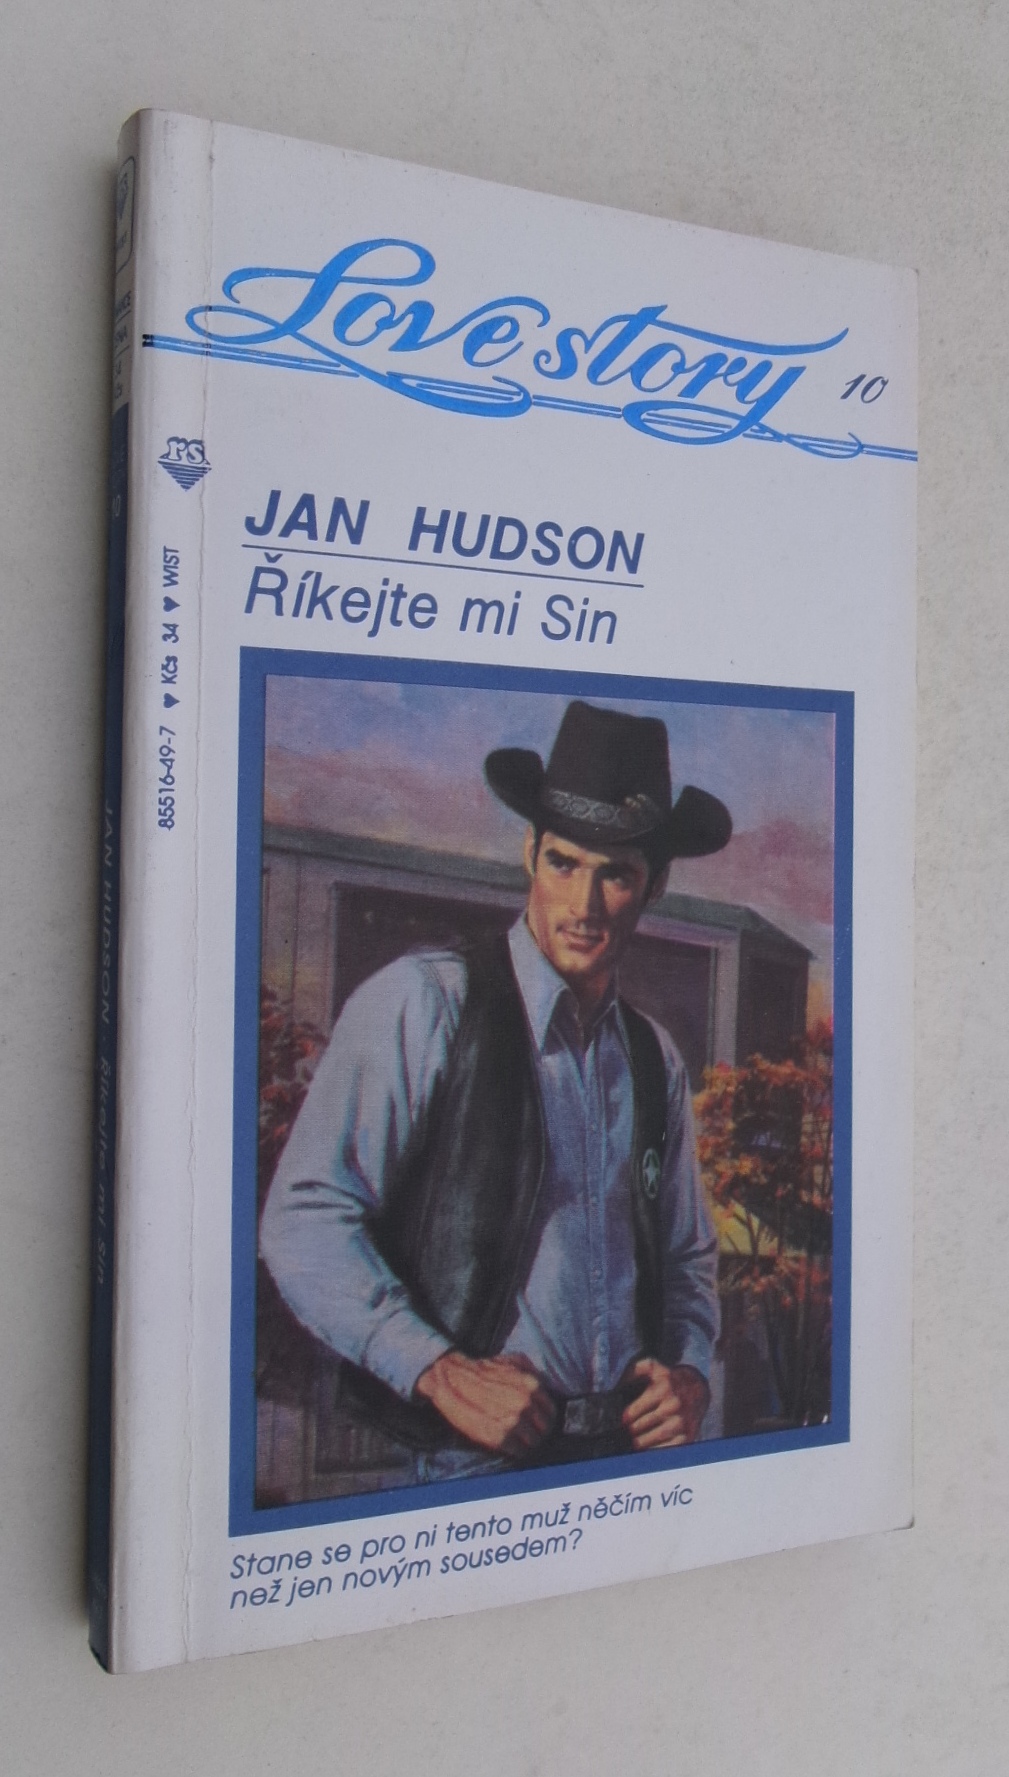 Love story 10
rs
JAN HUDSON
Říkejte mi Sin
85516-49-7 ♥ Kčs 34 ♥ WIST
Stane se pro ni tento muž něčím víc
než jen novým sousedem?
JAN HUDSON Říkejte mi Sin